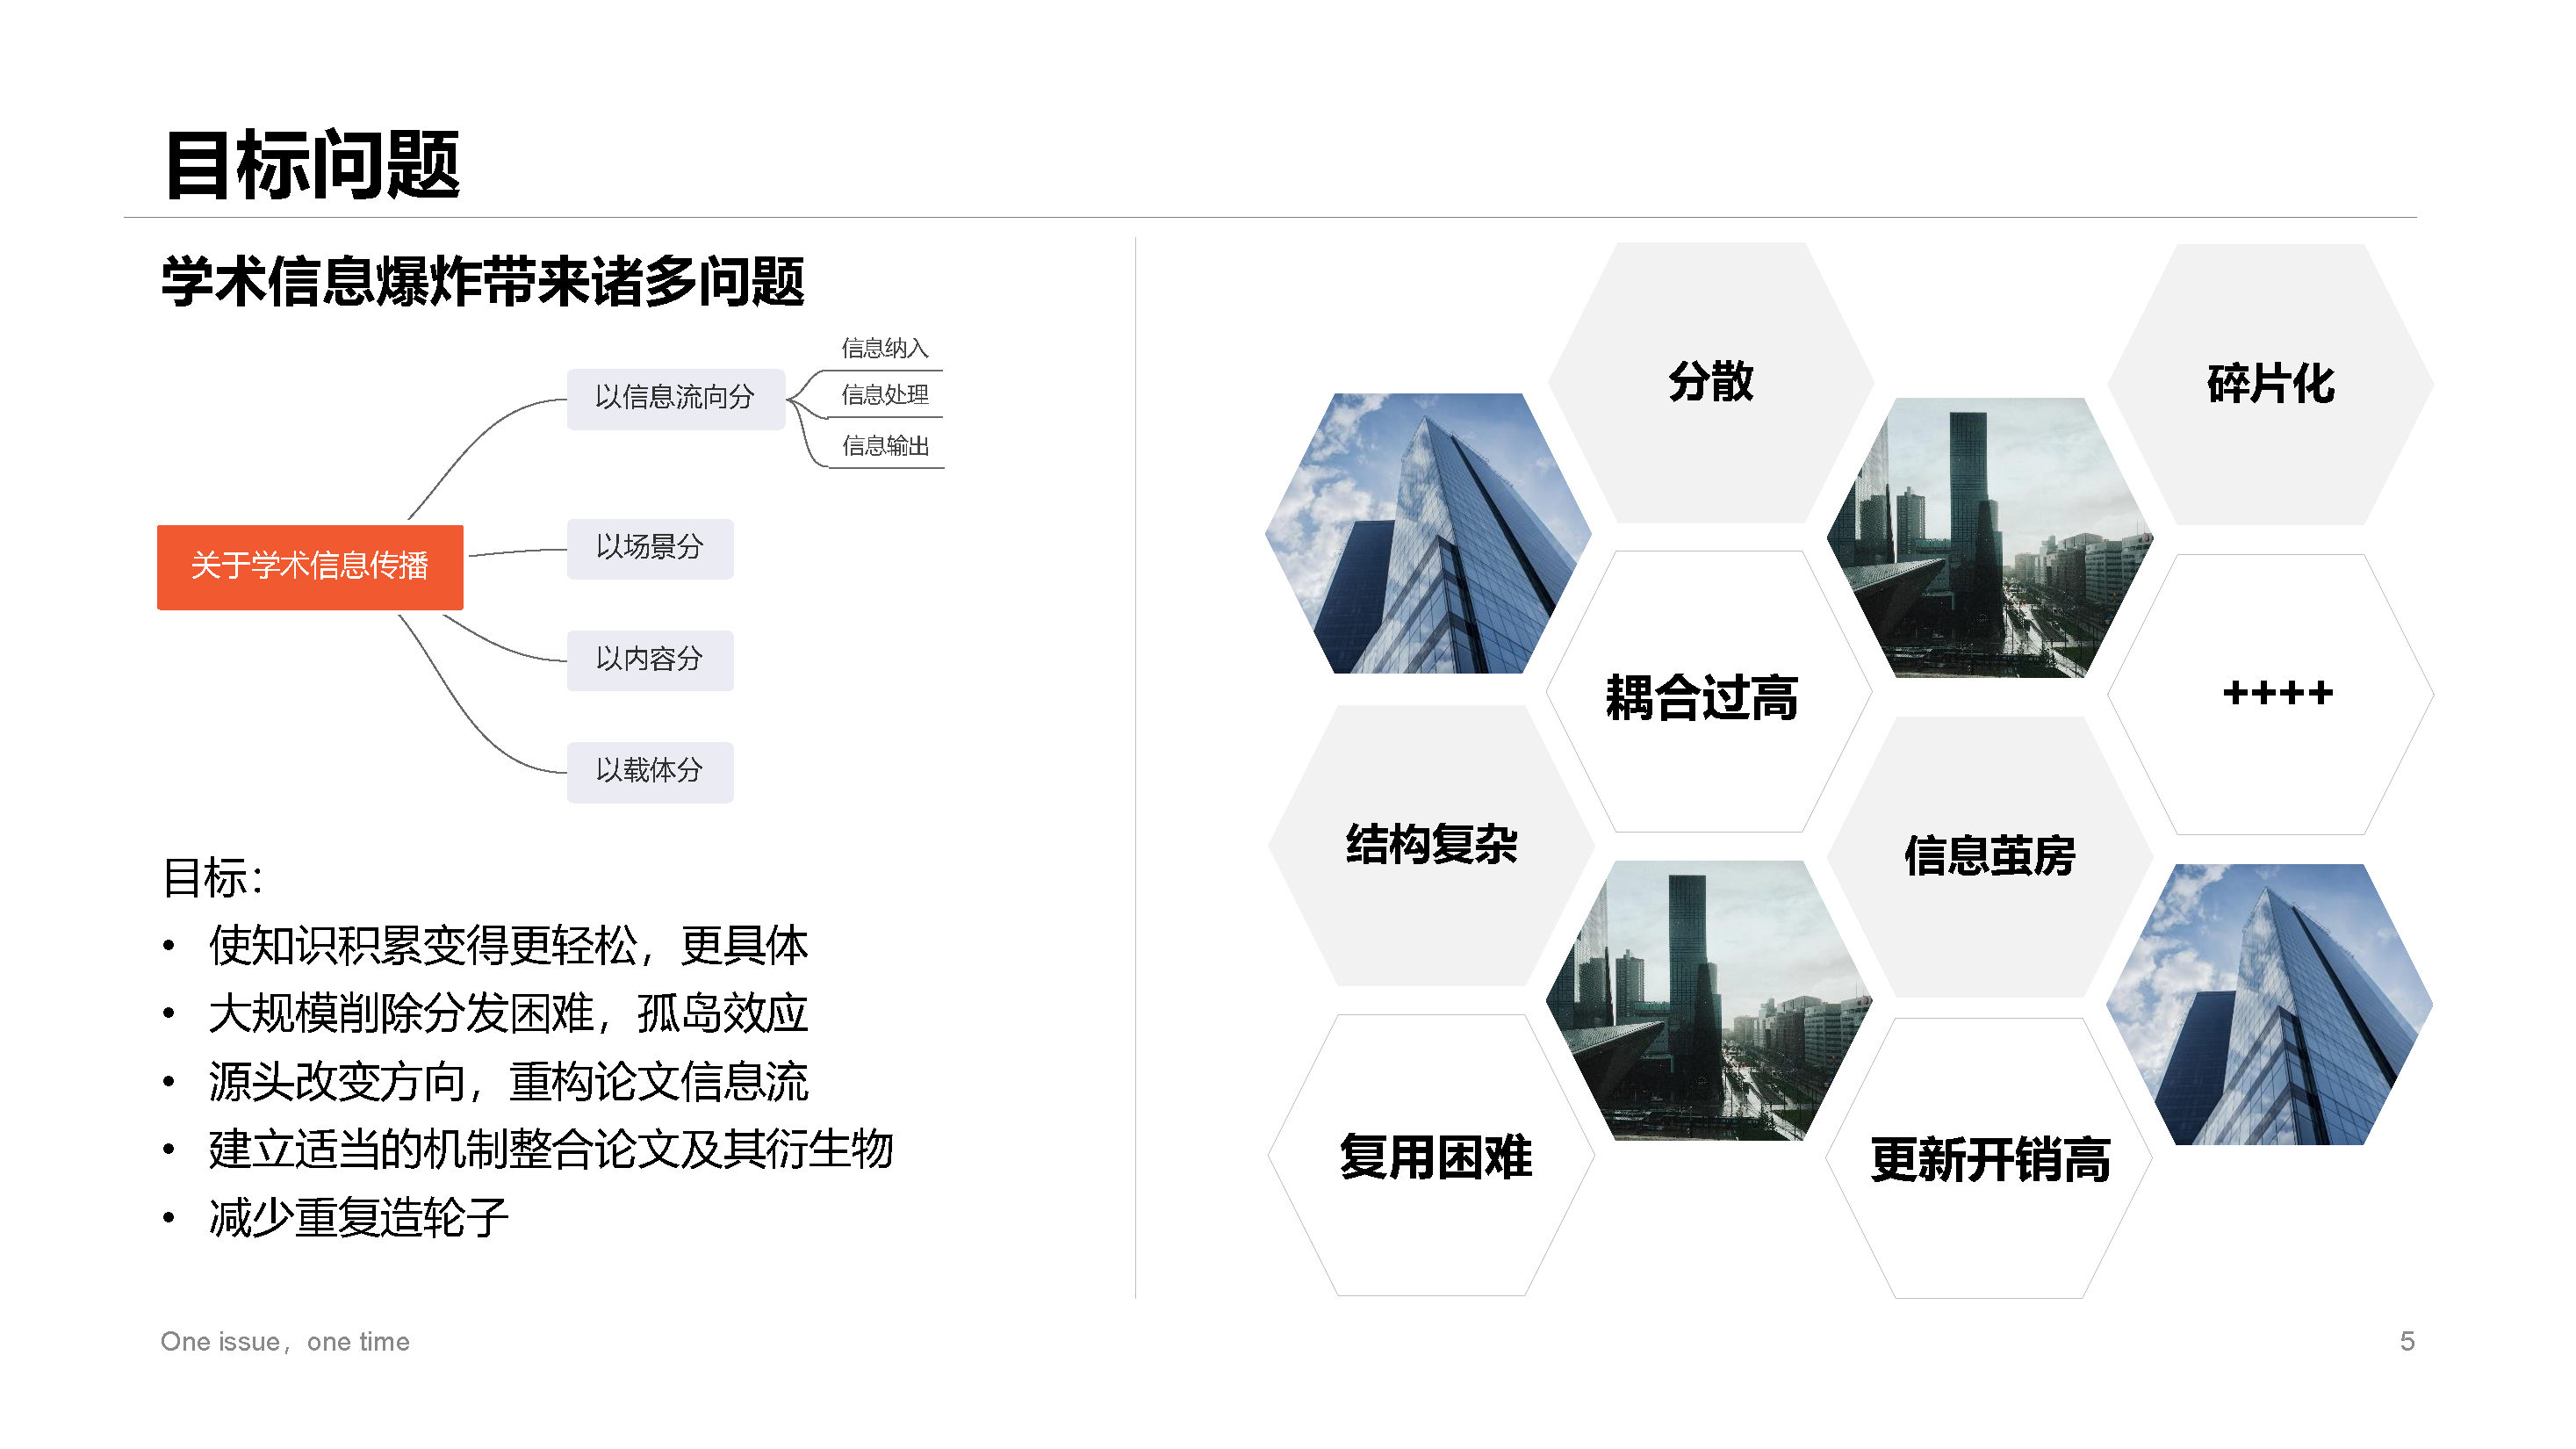 目标问题
学术信息爆炸带来诸多问题
关于学术信息传播
以信息流向分
信息纳入
信息处理
信息输出
以场景分
以内容分
以载体分
目标：
• 使知识积累变得更轻松，更具体
• 大规模削除分发困难，孤岛效应
• 源头改变方向，重构论文信息流
• 建立适当的机制整合论文及其衍生物
• 减少重复造轮子
分散
碎片化
耦合过高
++++
结构复杂
信息茧房
复用困难
更新开销高
One issue，one time
5